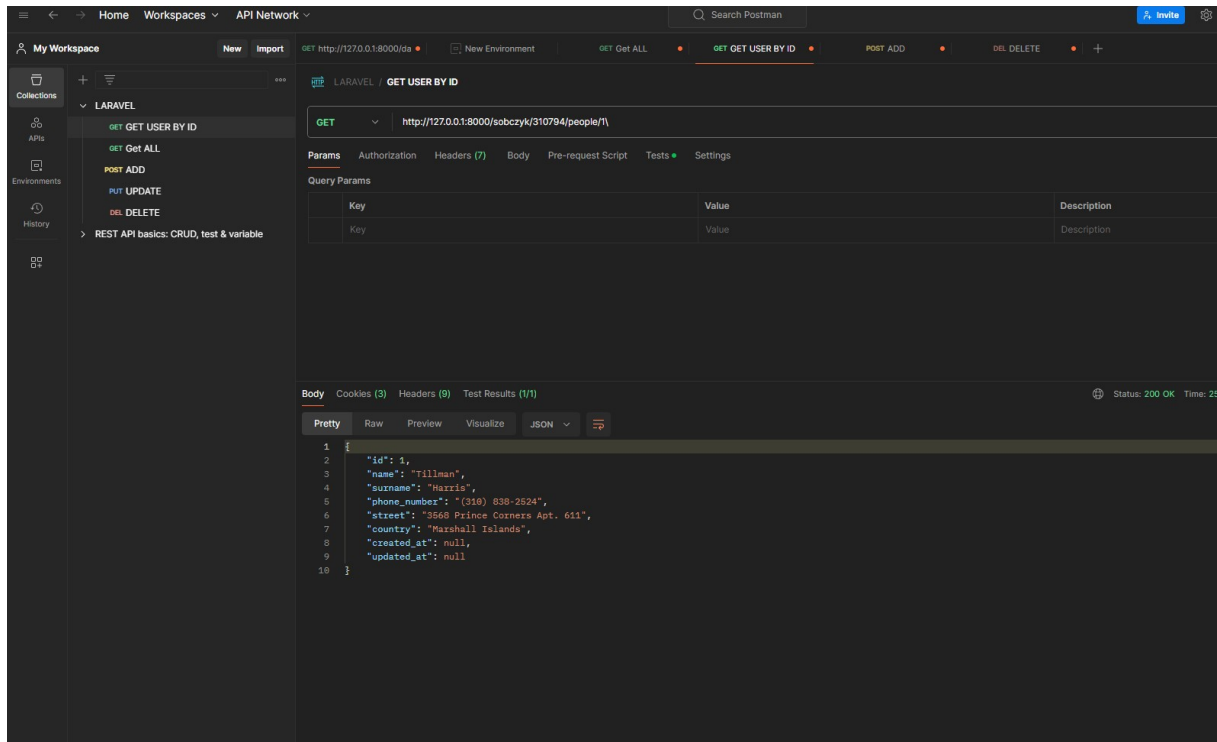 Home Workspaces API Network Search Postman Invite
My Workspace New Import GET http://127.0.0.1:8000/da New Environment GET Get ALL GET GET USER BY ID POST ADD DEL DELETE
Collections
APIs
Environments
History
LARAVEL
GET GET USER BY ID
GET Get ALL
POST ADD
PUT UPDATE
DEL DELETE
REST API basics: CRUD, test & variable
HTTP LARAVEL / GET USER BY ID
GET http://127.0.0.1:8000/sobczyk/310794/people/1\
Params Authorization Headers (7) Body Pre-request Script Tests Settings
Query Params
Key Value Description
Key Value Description
Body Cookies (3) Headers (9) Test Results (1/1) Status: 200 OK Time: 25
Pretty Raw Preview Visualize JSON
1 {
2 "id": 1,
3 "name": "Tillman",
4 "surname": "Harris",
5 "phone_number": "(310) 838-2524",
6 "street": "3568 Prince Corners Apt. 611",
7 "country": "Marshall Islands",
8 "created_at": null,
9 "updated_at": null
10 }